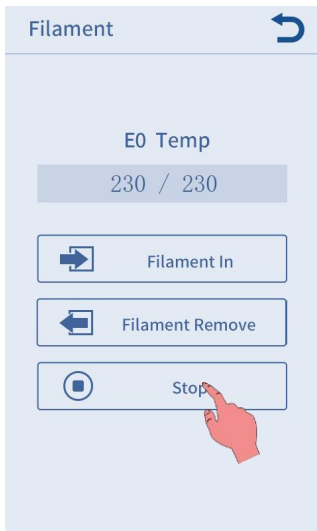 Filament
E0 Temp
230 / 230
Filament In
Filament Remove
Stop